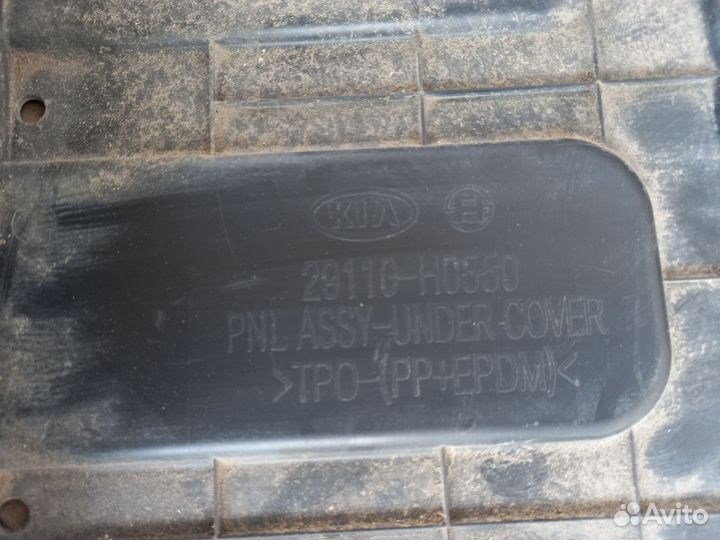 KIA
29110-H0550
PNL ASSY-UNDER COVER
>TPO-(PP+EPDM)<
Avito